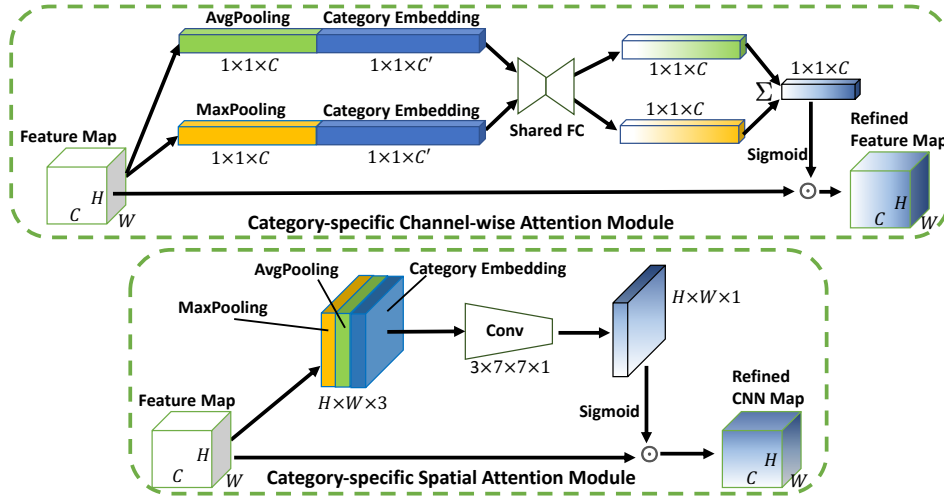 AvgPooling Category Embedding
1×1×C 1×1×C′
MaxPooling Category Embedding
1×1×C 1×1×C′
Shared FC
1×1×C
1×1×C
Σ
1×1×C
Sigmoid
Feature Map
H
C
W
⊙
Refined
Feature Map
H
C
W
Category-specific Channel-wise Attention Module
AvgPooling
Category Embedding
MaxPooling
H×W×3
Conv
3×7×7×1
H×W×1
Sigmoid
Feature Map
H
C
W
⊙
Refined
CNN Map
H
C
W
Category-specific Spatial Attention Module